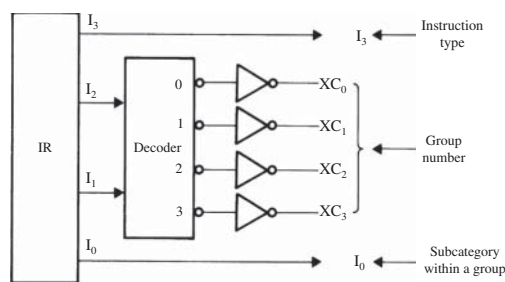 I₃
I₃
Instruction
type
I₂
0
XC₀
1
XC₁
IR
Decoder
Group
number
I₁
2
XC₂
3
XC₃
I₀
I₀
Subcategory
within a group